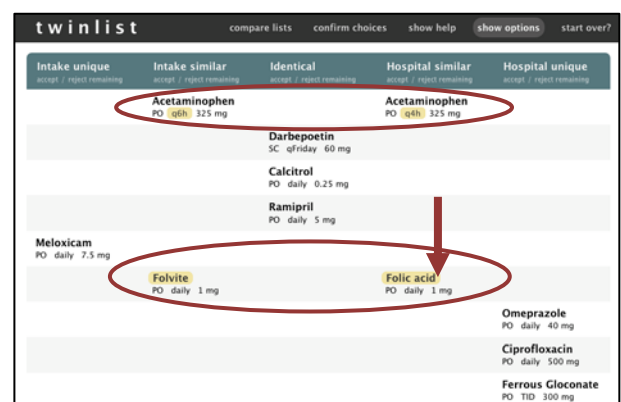 twinlist compare lists confirm choices show help show options start over?
Intake unique Intake similar Identical Hospital similar Hospital unique
accept / reject remaining accept / reject remaining accept / reject remaining accept / reject remaining accept / reject remaining
Acetaminophen Acetaminophen
PO q6h 325 mg PO q4h 325 mg
Darbepoetin
SC qFriday 60 mg
Calcitrol
PO daily 0.25 mg
Ramipril
PO daily 5 mg
Meloxicam
PO daily 7.5 mg
Folvite Folic acid
PO daily 1 mg PO daily 1 mg
Omeprazole
PO daily 40 mg
Ciprofloxacin
PO daily 500 mg
Ferrous Gloconate
PO TID 300 mg